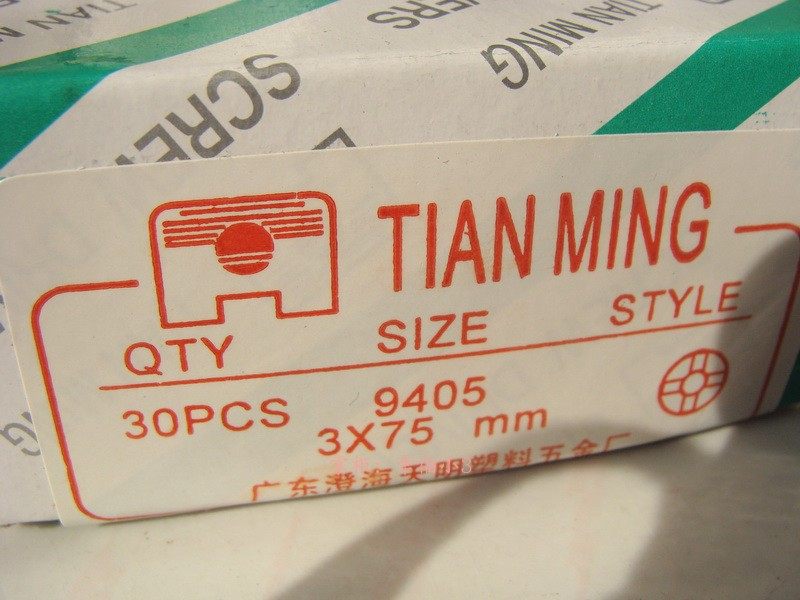 TIAN MING
SCRE
TIAN MING
QTY SIZE STYLE
30PCS 9405
3X75 mm
广东澄海天明塑料五金厂